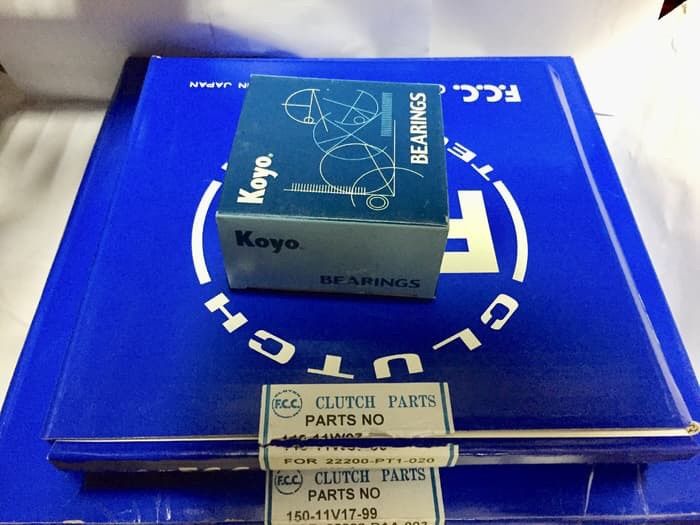 F.C.C.
IN JAPAN
Koyo
BEARINGS
Koyo
BEARINGS
CLUTCH
F.C.C. CLUTCH PARTS
PARTS NO
FOR 22200-PT1-020
F.C.C. CLUTCH PARTS
PARTS NO
150-11V17-99